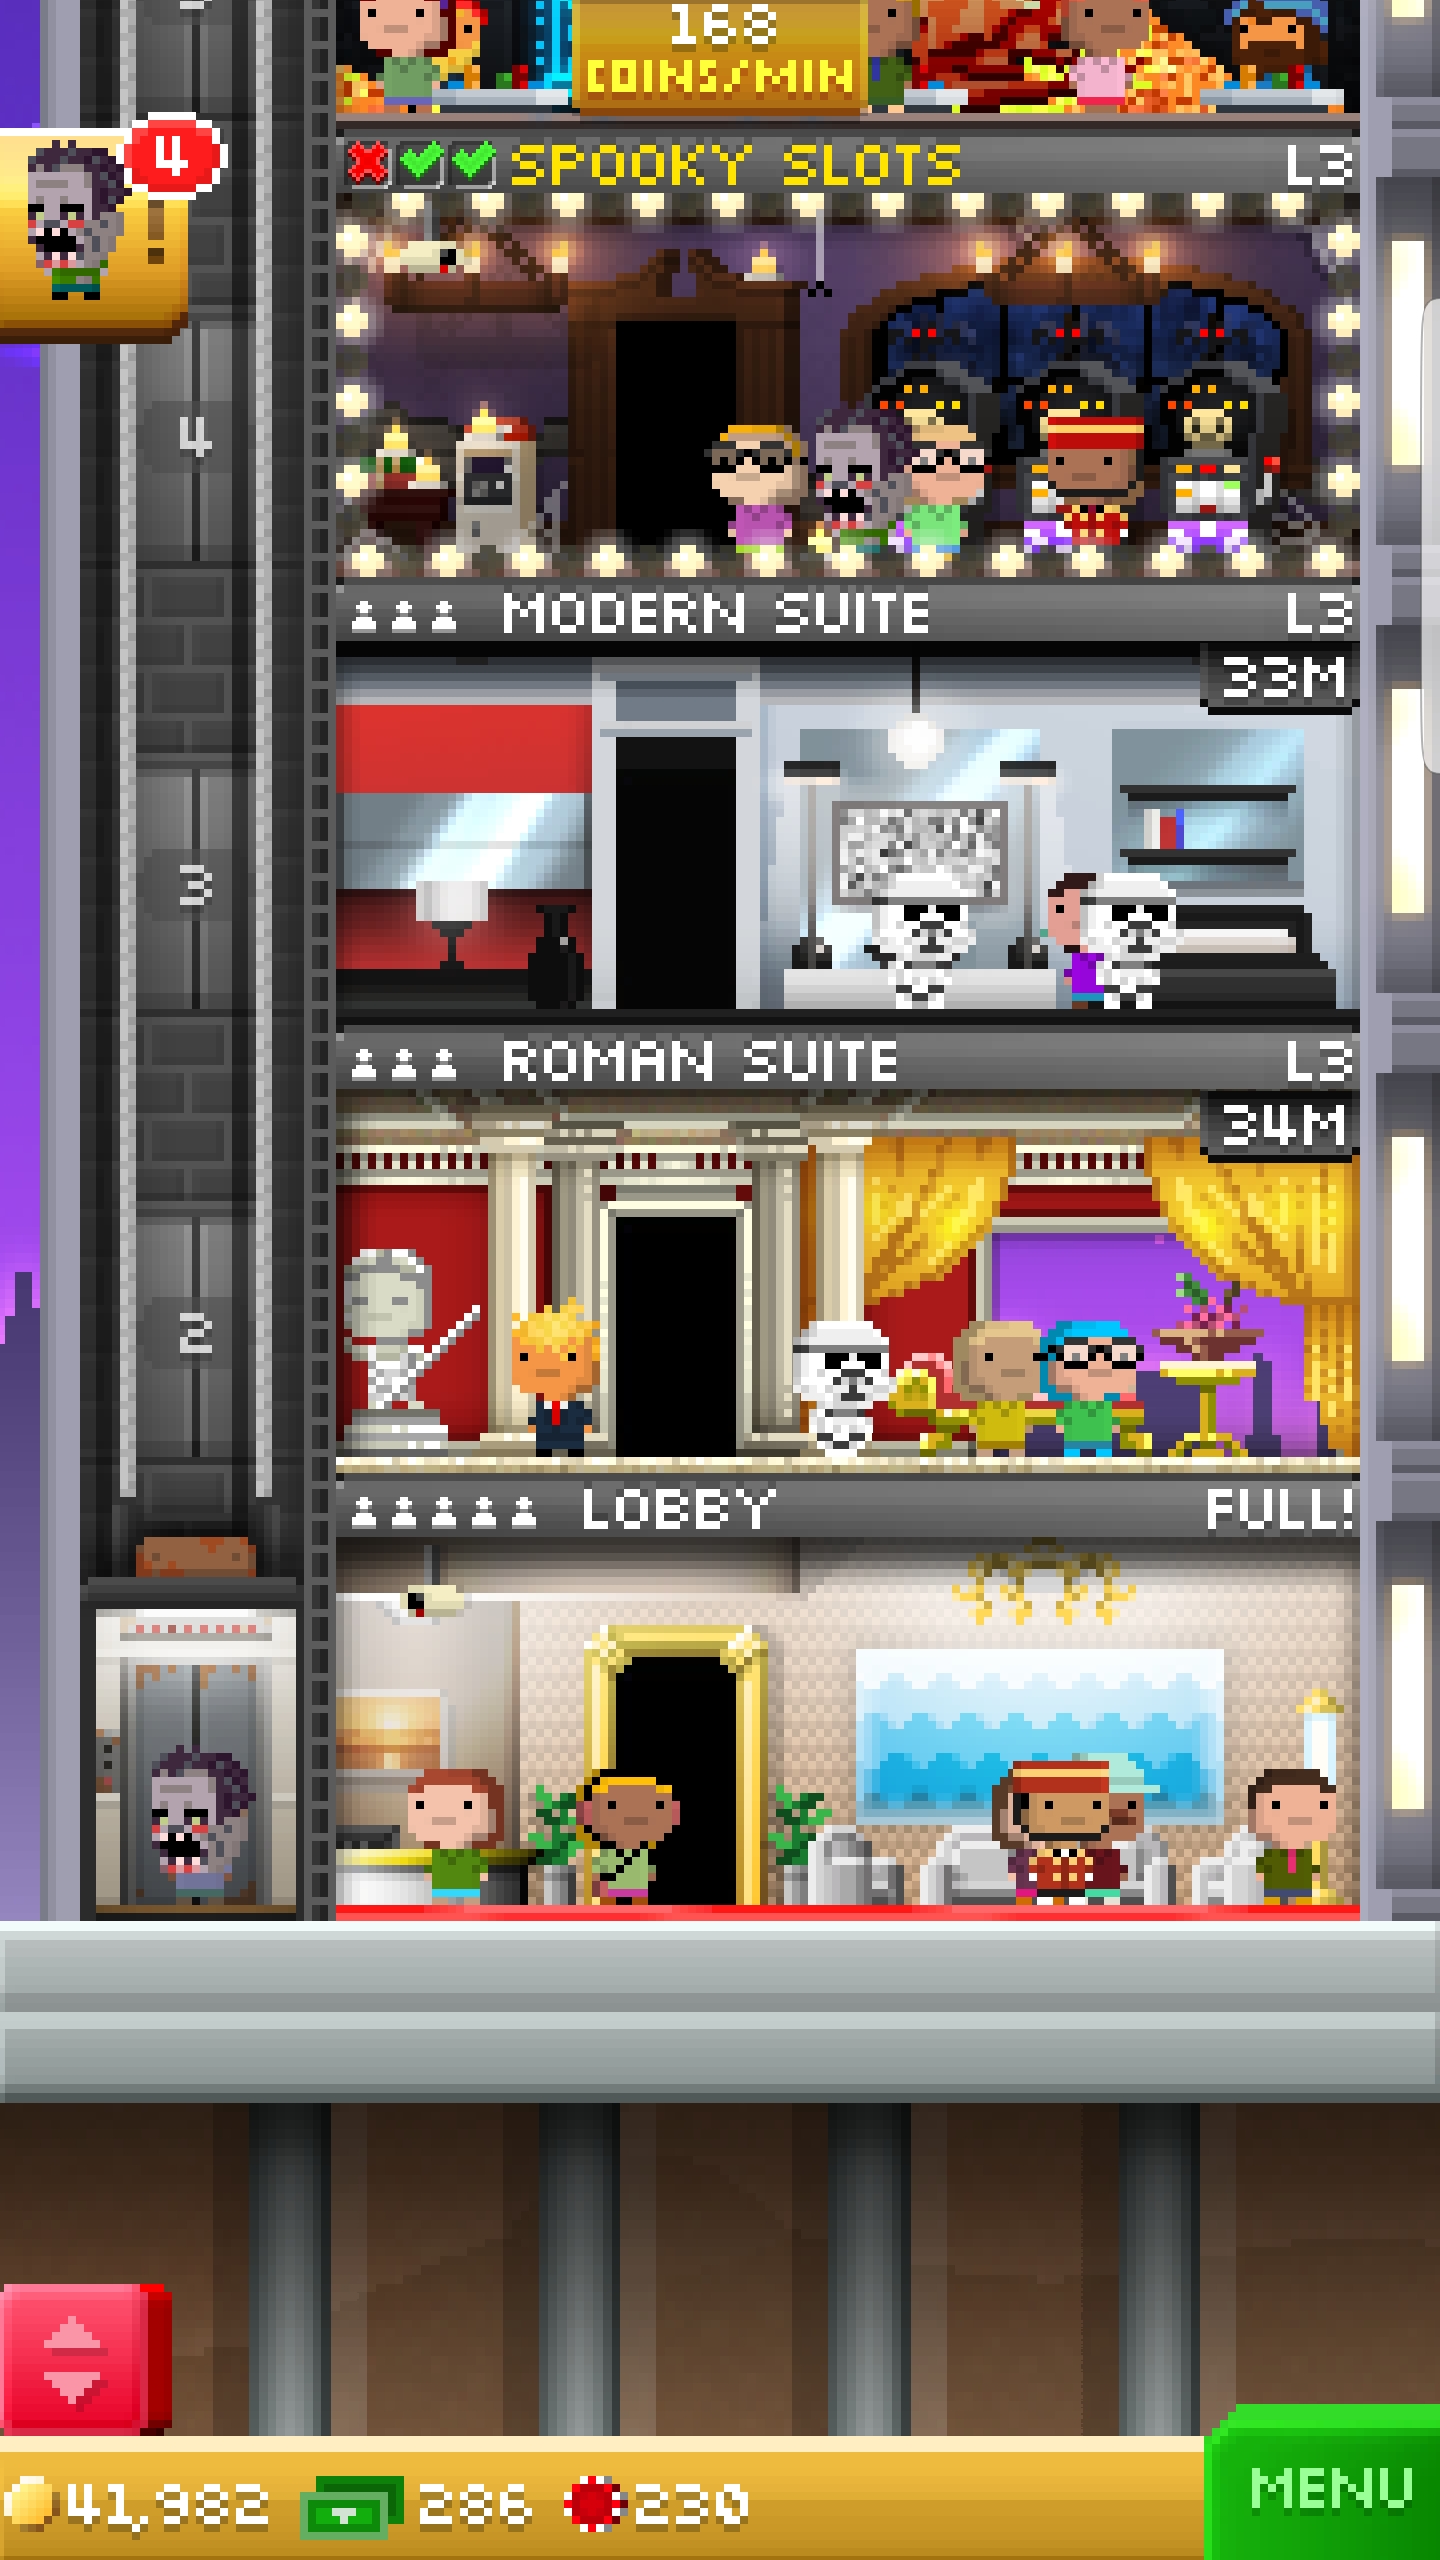 168
COINS/MIN
4
!
SPOOKY SLOTS L3
4
MODERN SUITE L3
33M
3
ROMAN SUITE L3
34M
2
LOBBY FULL!
41,982 286 230
MENU